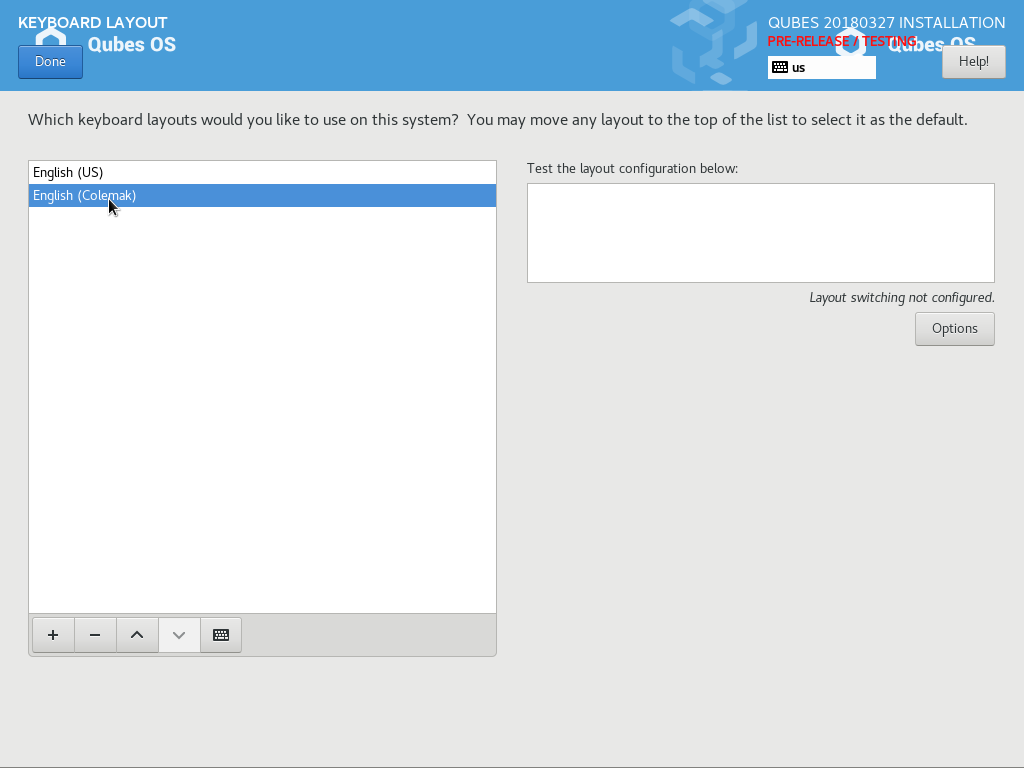 KEYBOARD LAYOUT
Qubes OS
Done
QUBES 20180327 INSTALLATION
PRE-RELEASE / TESTING
Qubes OS
us
Help!
Which keyboard layouts would you like to use on this system? You may move any layout to the top of the list to select it as the default.
English (US)
English (Colemak)
Test the layout configuration below:
Layout switching not configured.
Options